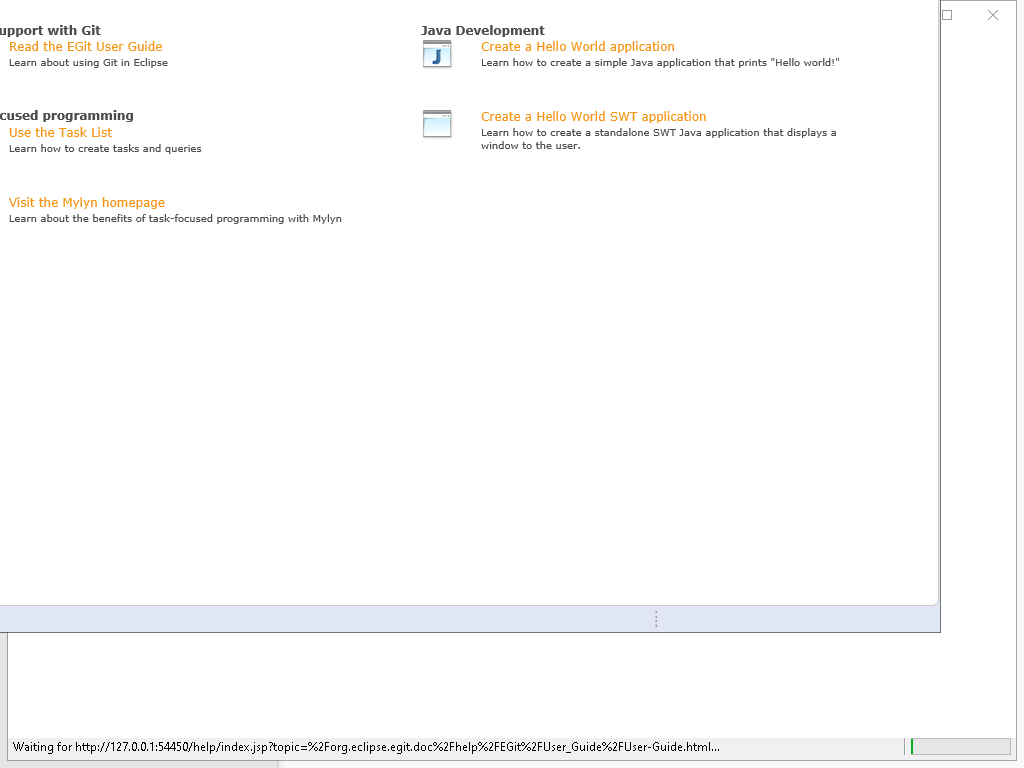 upport with Git
Read the EGit User Guide
Learn about using Git in Eclipse
cused programming
Use the Task List
Learn how to create tasks and queries
Visit the Mylyn homepage
Learn about the benefits of task-focused programming with Mylyn
Java Development
Create a Hello World application
Learn how to create a simple Java application that prints "Hello world!"
Create a Hello World SWT application
Learn how to create a standalone SWT Java application that displays a
window to the user.
Waiting for http://127.0.0.1:54450/help/index.jsp?topic=%2Forg.eclipse.egit.doc%2Fhelp%2FEGit%2FUser_Guide%2FUser-Guide.html...